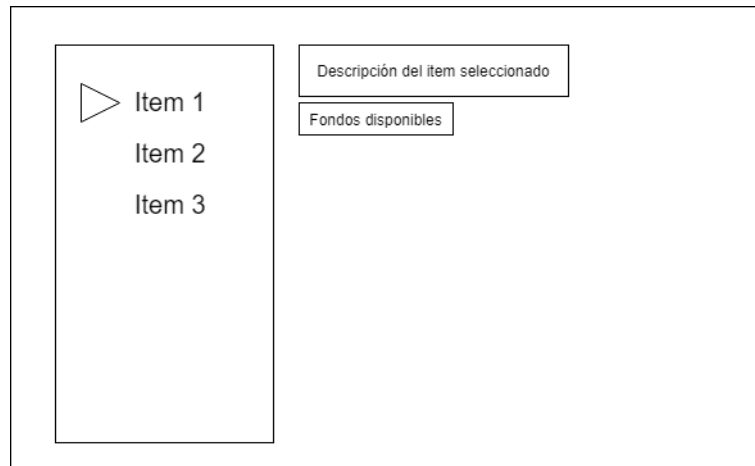 Item 1
Item 2
Item 3
Descripción del item seleccionado
Fondos disponibles